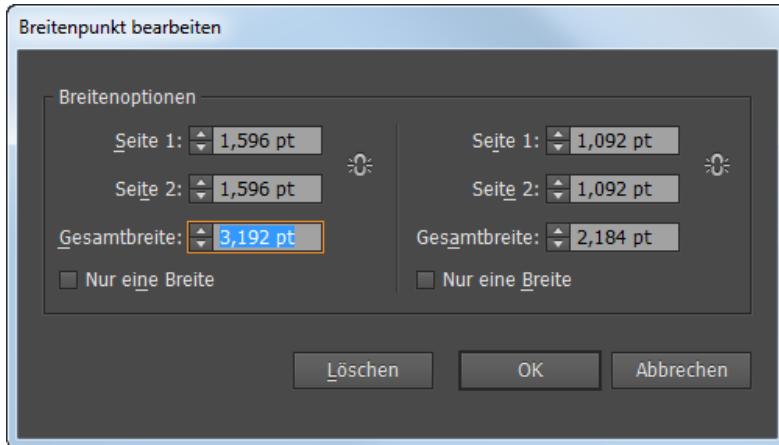 Breitenpunkt bearbeiten
Breitenoptionen
Seite 1: 1,596 pt
Seite 2: 1,596 pt
Gesamtbreite: 3,192 pt
Nur eine Breite
Seite 1: 1,092 pt
Seite 2: 1,092 pt
Gesamtbreite: 2,184 pt
Nur eine Breite
Löschen OK Abbrechen